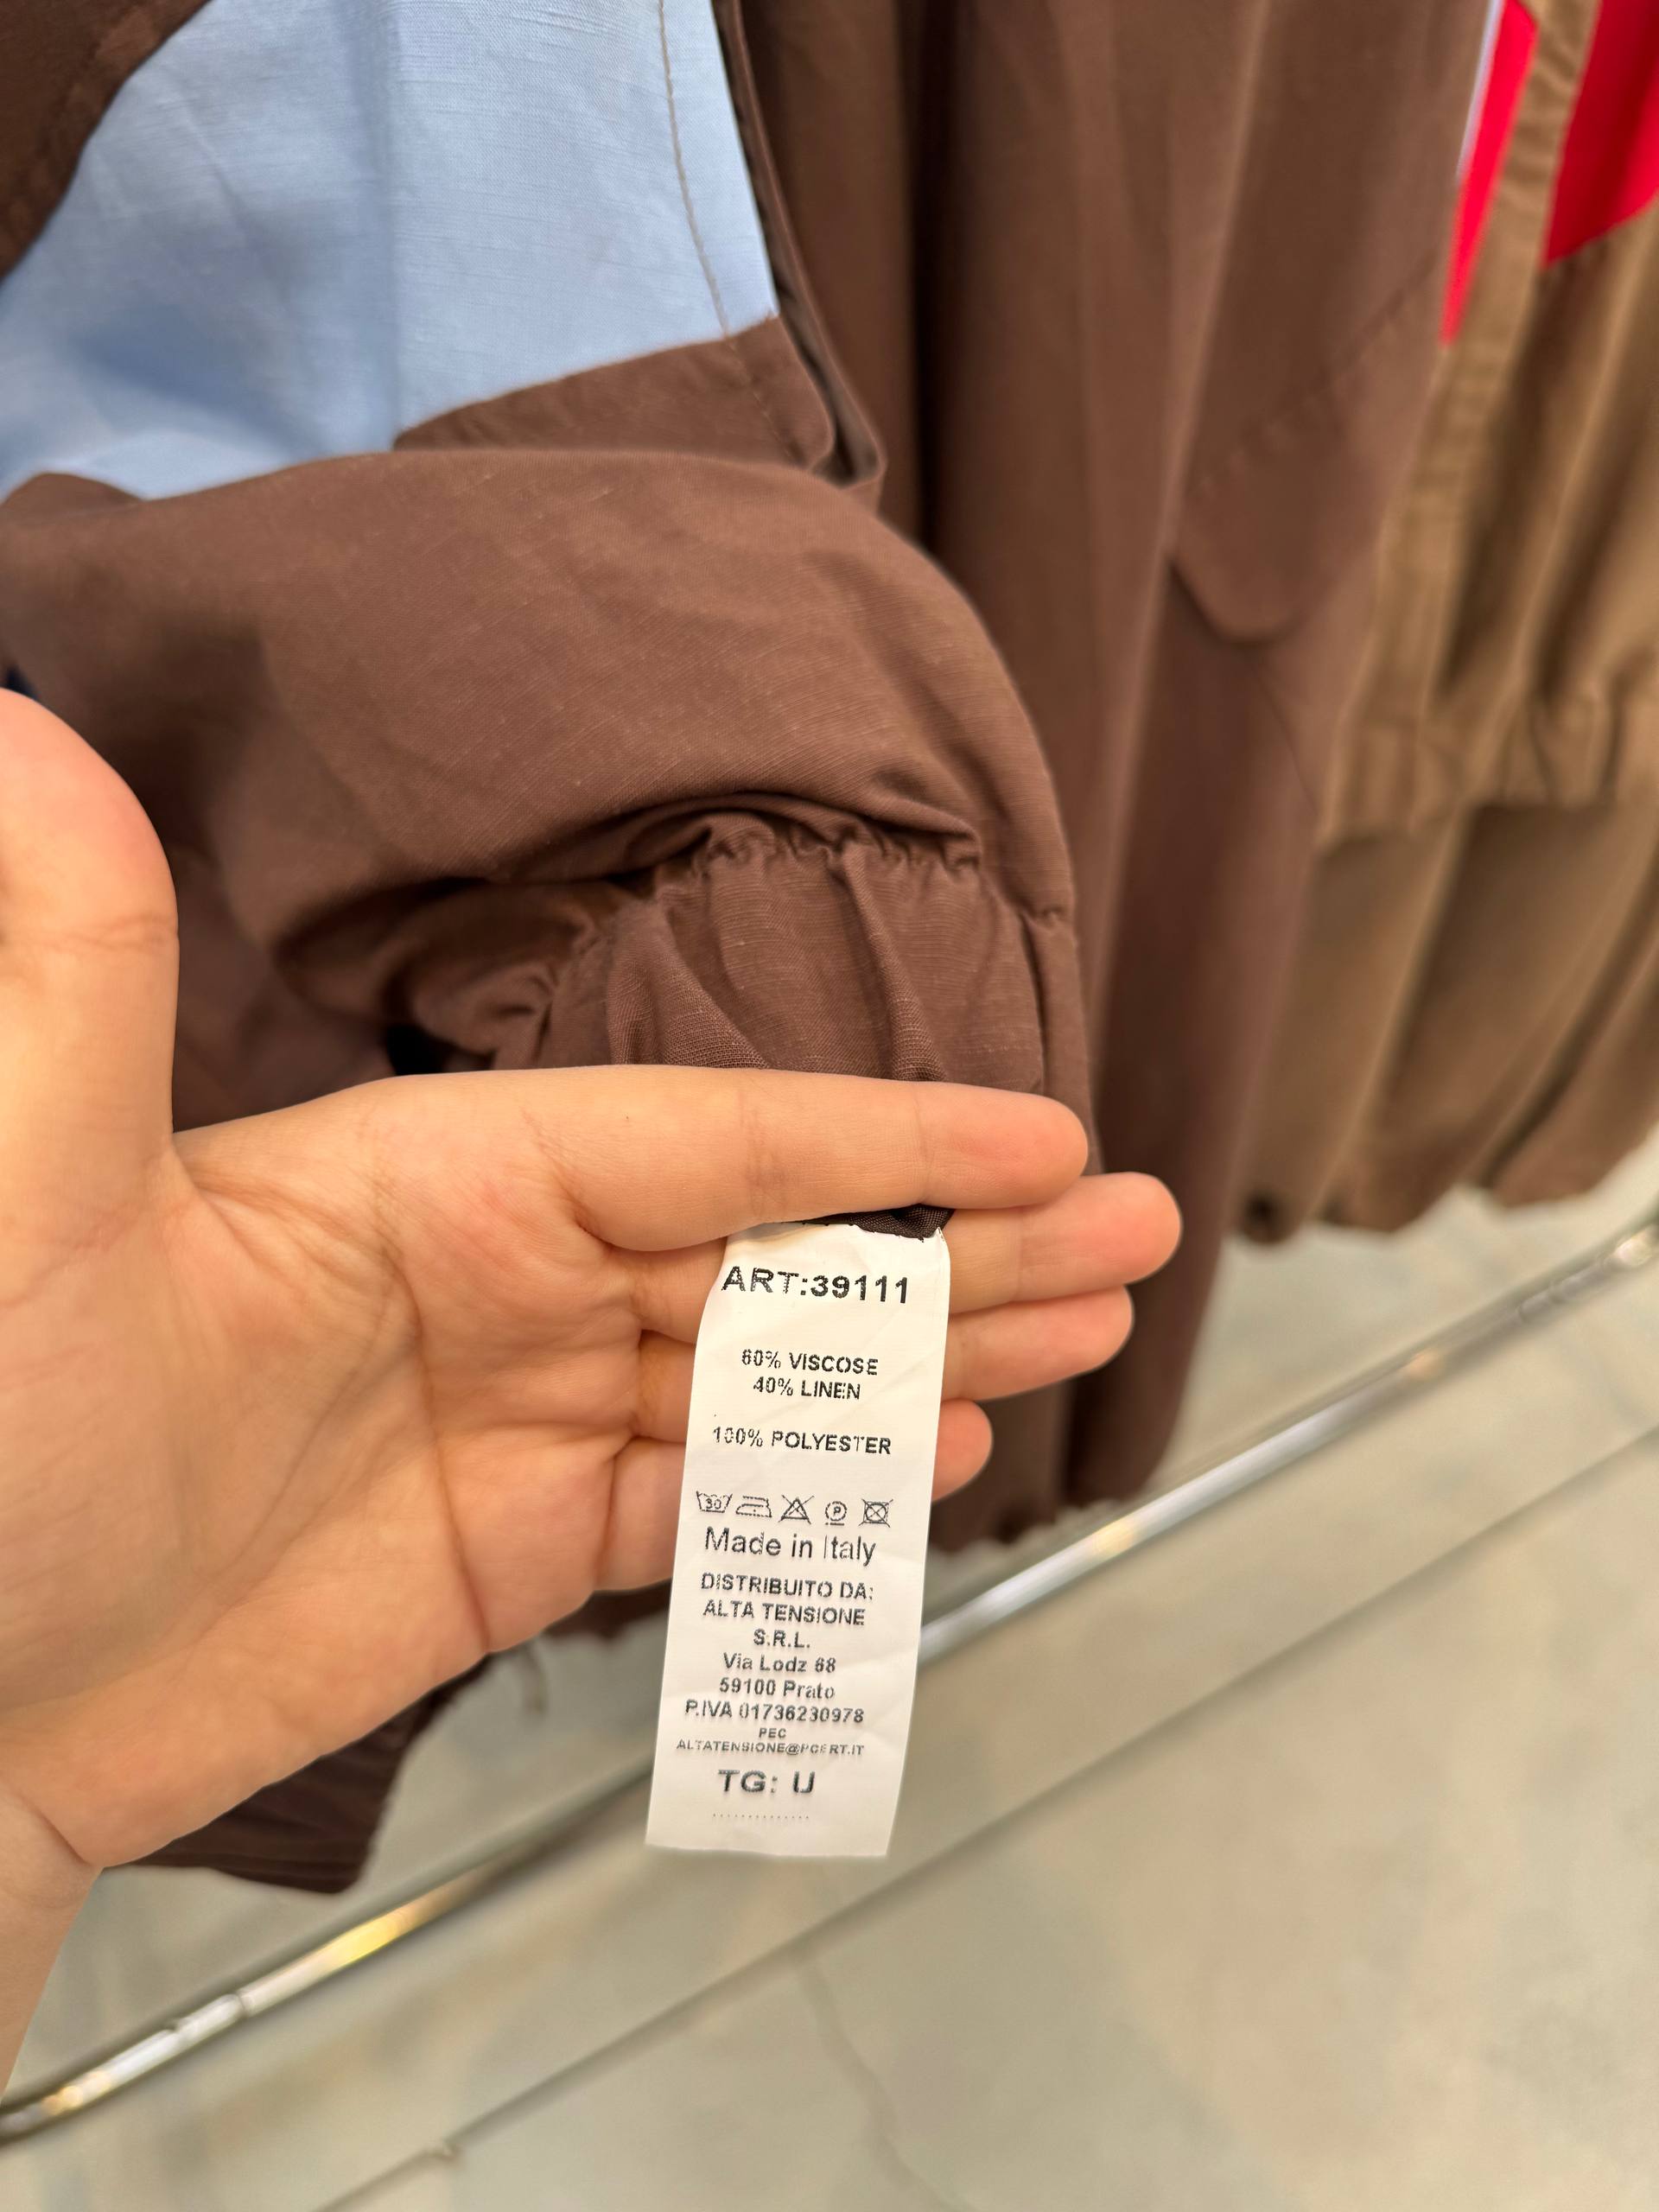 ART:39111
60% VISCOSE
40% LINEN
100% POLYESTER
30 P
Made in Italy
DISTRIBUITO DA:
ALTA TENSIONE
S.R.L.
Via Lodz 68
59100 Prato
P.IVA 01736230978
PEC
ALTATENSIONE@PCERT.IT
TG: U